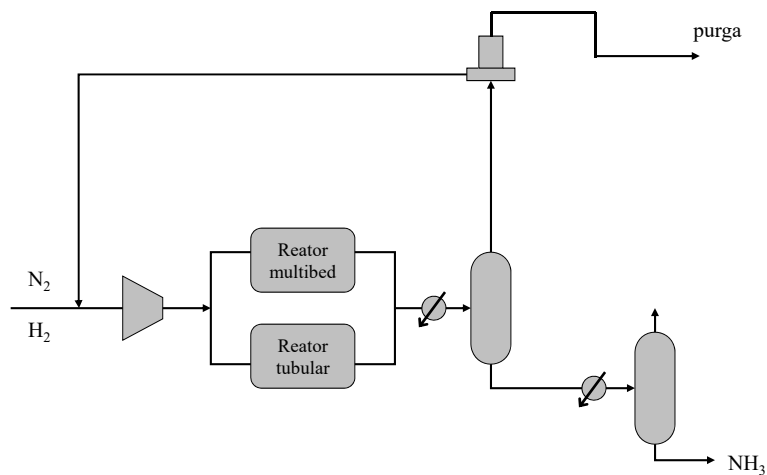 purga
N₂
H₂
Reator
multibed
Reator
tubular
NH₃